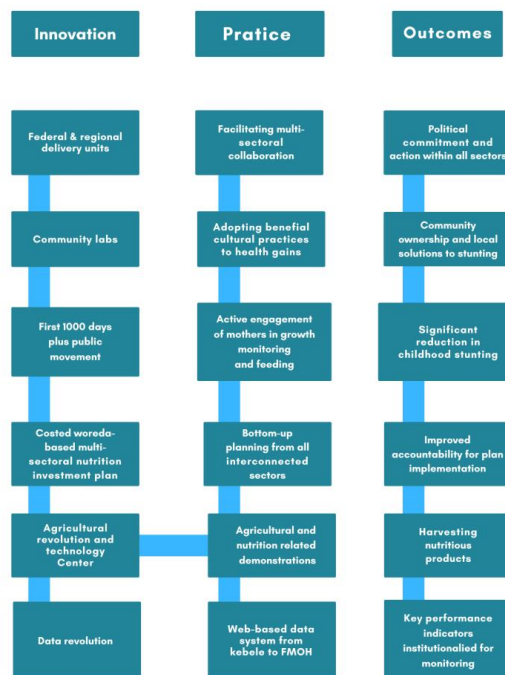 Innovation
Pratice
Outcomes
Federal & regional
delivery units
Facilitating multi-
sectoral
collaboration
Political
commitment and
action within all sectors
Community labs
Adopting benefial
cultural practices
to health gains
Community
ownership and local
solutions to stunting
First 1000 days
plus public
movement
Active engagement
of mothers in growth
monitoring
and feeding
Significant
reduction in
childhood stunting
Costed woreda-
based multi-
sectoral nutrition
investment plan
Bottom-up
planning from all
interconnected
sectors
Improved
accountability for plan
implementation
Agricultural
revolution and
technology
Center
Agricultural and
nutrition related
demonstrations
Harvesting
nutritious
products
Data revolution
Web-based data
system from
kebele to FMOH
Key performance
indicators
institutionalied for
monitoring